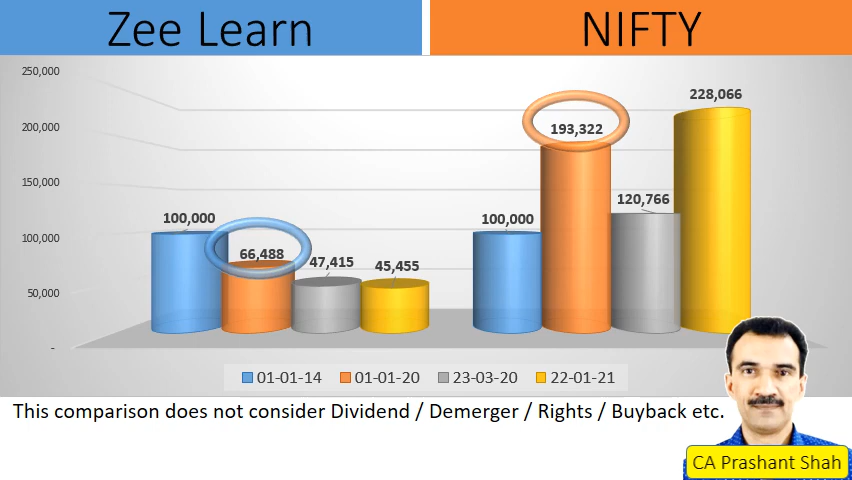 Zee Learn
NIFTY
250,000
200,000
150,000
100,000
50,000
-
100,000
66,488
47,415
45,455
100,000
193,322
120,766
228,066
01-01-14 01-01-20 23-03-20 22-01-21
This comparison does not consider Dividend / Demerger / Rights / Buyback etc.
CA Prashant Shah